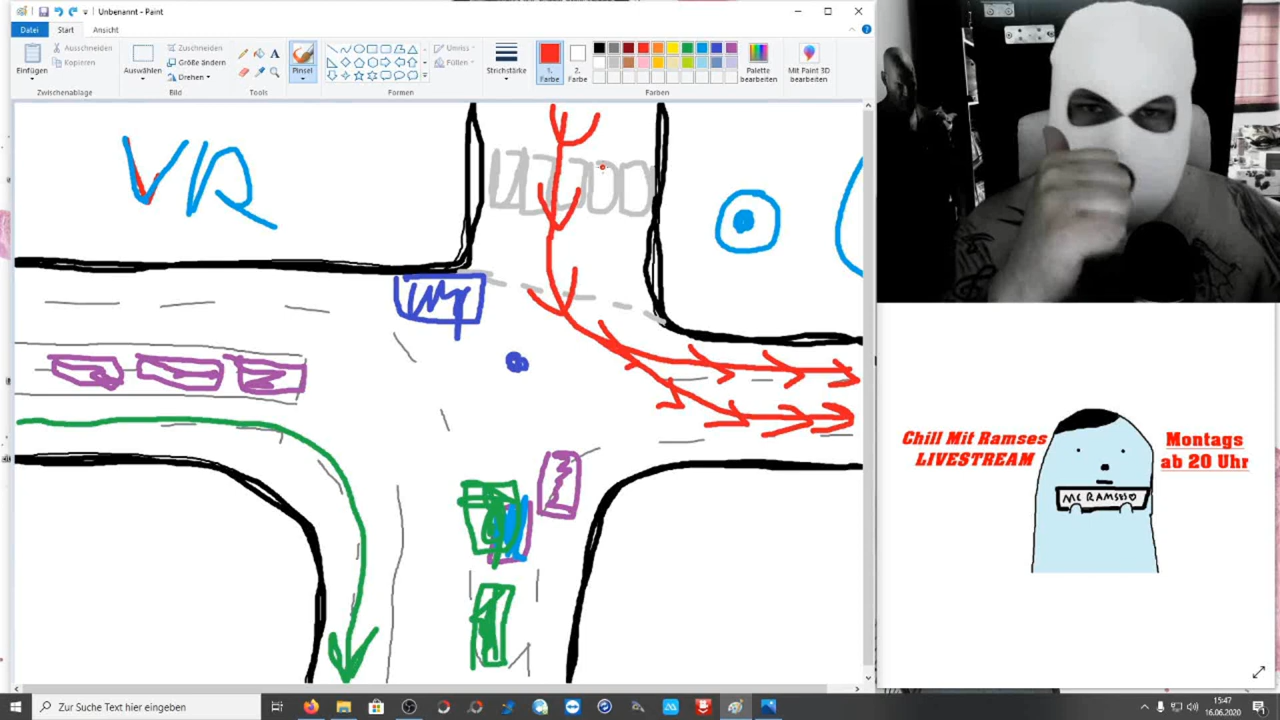 Unbenannt - Paint
Datei
Start
Ansicht
Einfügen
Ausschneiden
Kopieren
Zwischenablage
Auswählen
Zuschneiden
Größe ändern
Drehen
Bild
Pinsel
Tools
Umriss
Füllen
Formen
Strichstärke
1.
Farbe
2.
Farbe
Palette
bearbeiten
Farben
Mit Paint 3D
bearbeiten
VR
Chill Mit Ramses
LIVESTREAM
Montags
ab 20 Uhr
MC RAMSES
Zur Suche Text hier eingeben
15:47
16.06.2020